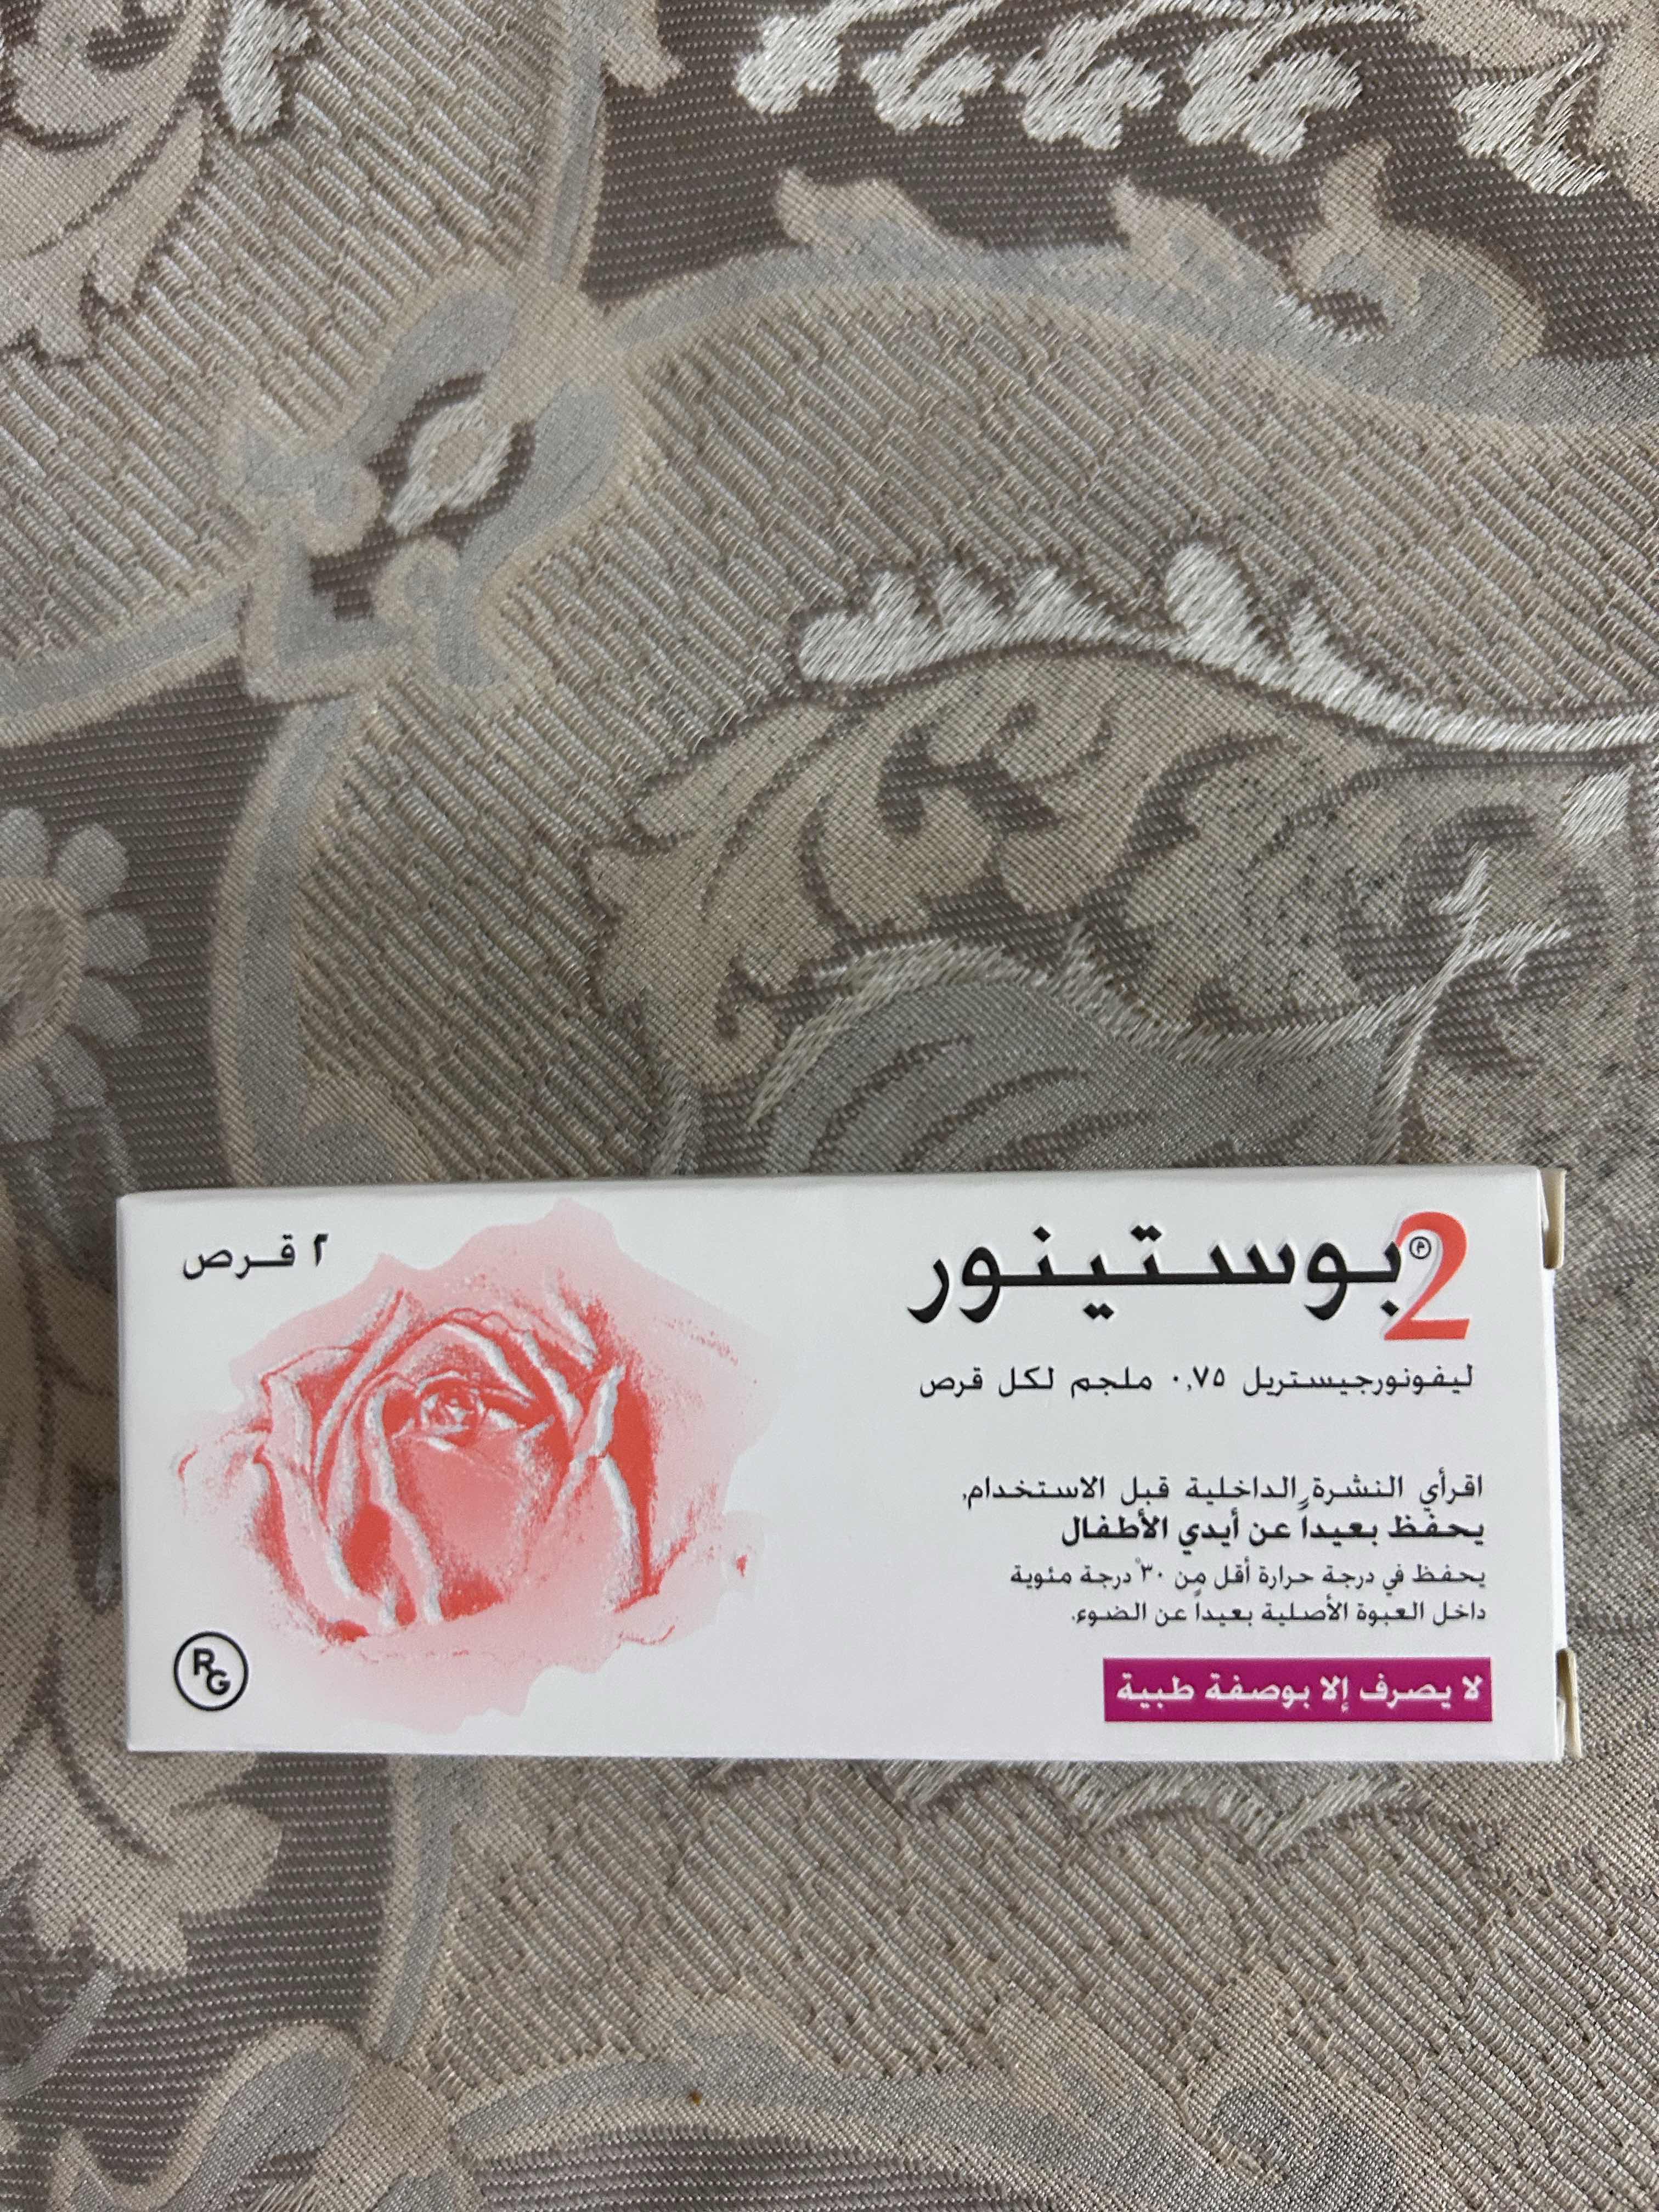 2 بوستينور
٢ قرص
ليفونورجيستريل ٠,٧٥ ملجم لكل قرص
اقرأي النشرة الداخلية قبل الاستخدام.
يحفظ بعيداً عن أيدي الأطفال
يحفظ في درجة حرارة أقل من ٣٠° درجة مئوية
داخل العبوة الأصلية بعيداً عن الضوء.
لا يصرف إلا بوصفة طبية
RG